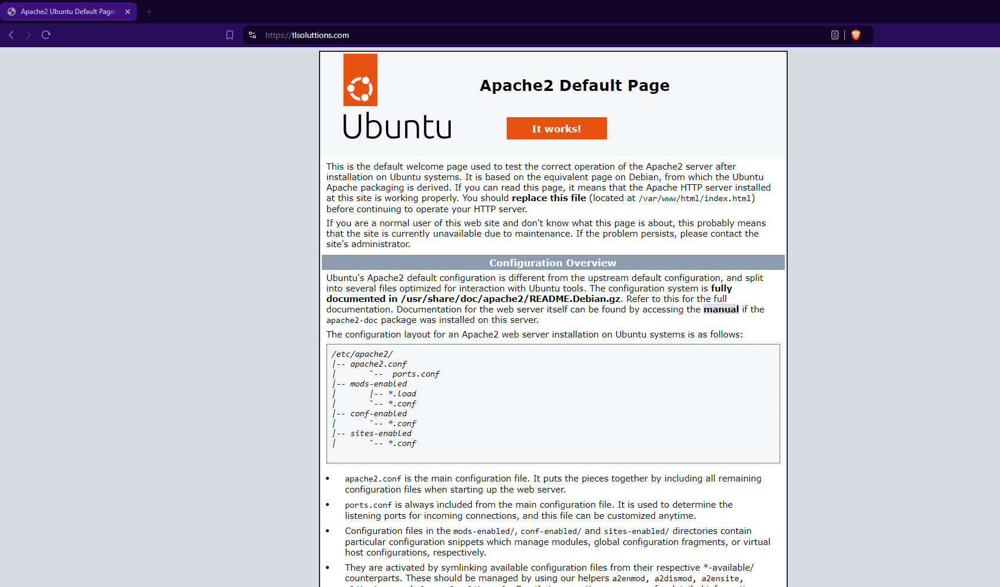 Apache2 Ubuntu Default Page:
https://tlsoluttions.com
Apache2 Default Page
Ubuntu
It works!
This is the default welcome page used to test the correct operation of the Apache2 server after
installation on Ubuntu systems. It is based on the equivalent page on Debian, from which the Ubuntu
Apache packaging is derived. If you can read this page, it means that the Apache HTTP server installed
at this site is working properly. You should replace this file (located at /var/www/html/index.html)
before continuing to operate your HTTP server.
If you are a normal user of this web site and don't know what this page is about, this probably means
that the site is currently unavailable due to maintenance. If the problem persists, please contact the
site's administrator.
Configuration Overview
Ubuntu's Apache2 default configuration is different from the upstream default configuration, and split
into several files optimized for interaction with Ubuntu tools. The configuration system is fully
documented in /usr/share/doc/apache2/README.Debian.gz. Refer to this for the full
documentation. Documentation for the web server itself can be found by accessing the manual if the
apache2-doc package was installed on this server.
The configuration layout for an Apache2 web server installation on Ubuntu systems is as follows:
/etc/apache2/
|-- apache2.conf
|       `--  ports.conf
|-- mods-enabled
|       |-- *.load
|       `-- *.conf
|-- conf-enabled
|       `-- *.conf
|-- sites-enabled
|       `-- *.conf
• apache2.conf is the main configuration file. It puts the pieces together by including all remaining
configuration files when starting up the web server.
• ports.conf is always included from the main configuration file. It is used to determine the
listening ports for incoming connections, and this file can be customized anytime.
• Configuration files in the mods-enabled/, conf-enabled/ and sites-enabled/ directories contain
particular configuration snippets which manage modules, global configuration fragments, or virtual
host configurations, respectively.
• They are activated by symlinking available configuration files from their respective *-available/
counterparts. These should be managed by using our helpers a2enmod, a2dismod, a2ensite,